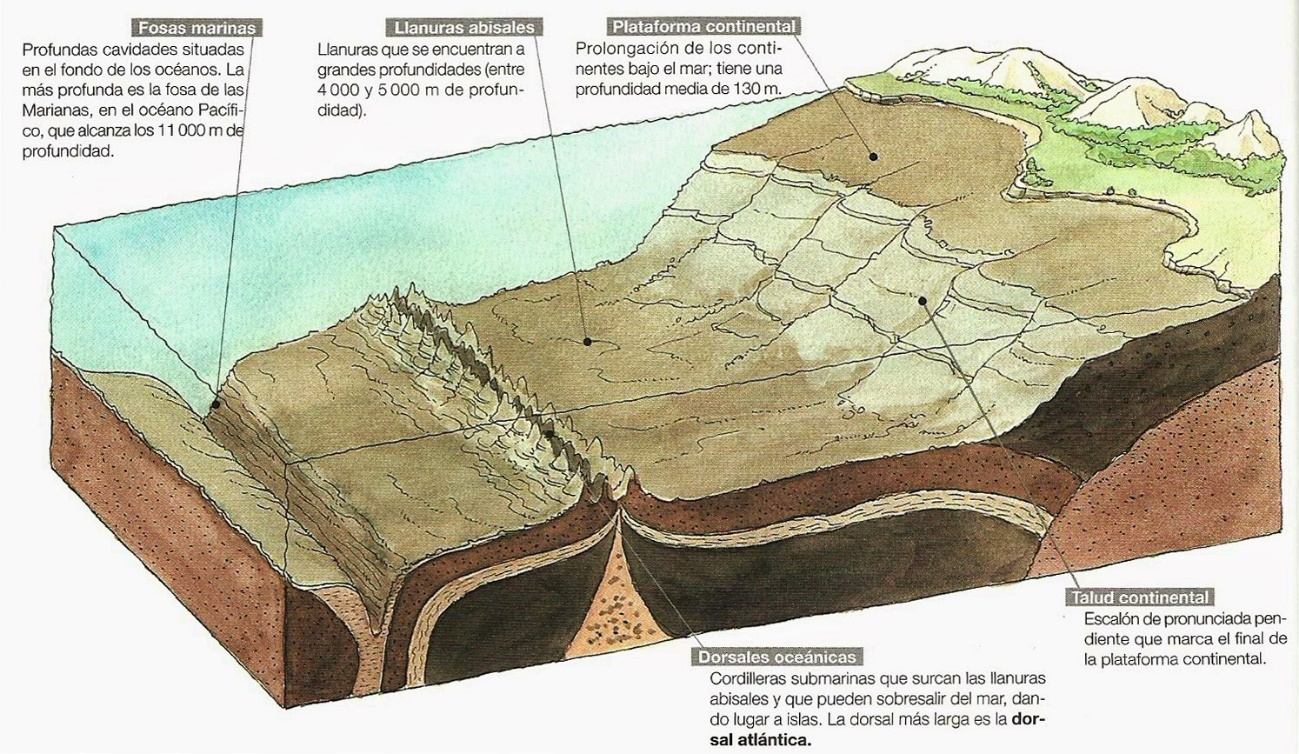 Fosas marinas
Profundas cavidades situadas
en el fondo de los océanos. La
más profunda es la fosa de las
Marianas, en el océano Pacífi-
co, que alcanza los 11 000 m de
profundidad.
Llanuras abisales
Llanuras que se encuentran a
grandes profundidades (entre
4 000 y 5 000 m de profun-
didad).
Plataforma continental
Prolongación de los conti-
nentes bajo el mar; tiene una
profundidad media de 130 m.
Talud continental
Escalón de pronunciada pen-
diente que marca el final de
la plataforma continental.
Dorsales oceánicas
Cordilleras submarinas que surcan las llanuras
abisales y que pueden sobresalir del mar, dan-
do lugar a islas. La dorsal más larga es la dor-
sal atlántica.